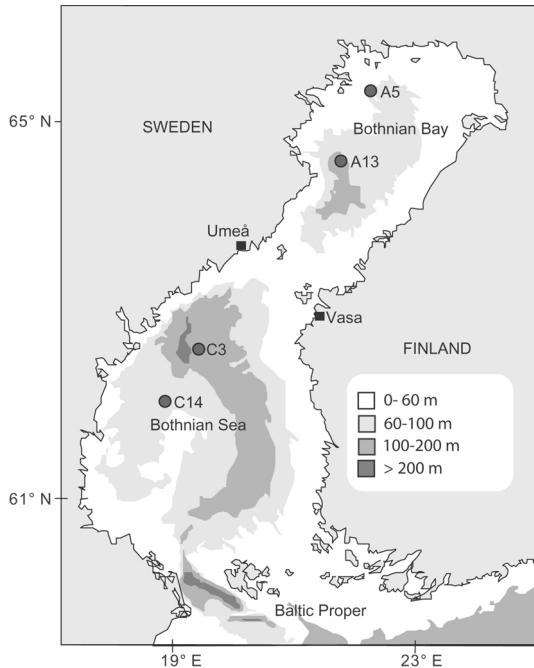 A5
65° N
SWEDEN
Bothnian Bay
A13
Umeå
Vasa
C3
FINLAND
0- 60 m
C14
60-100 m
Bothnian Sea
100-200 m
> 200 m
61° N
Baltic Proper
19° E
23° E